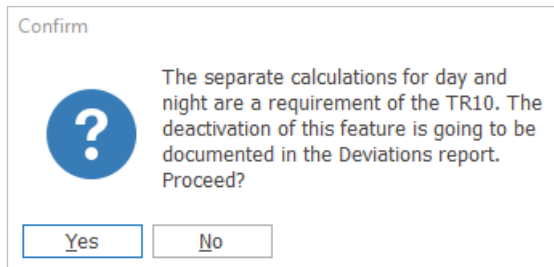 Confirm
The separate calculations for day and
night are a requirement of the TR10. The
deactivation of this feature is going to be
documented in the Deviations report.
Proceed?
Yes
No